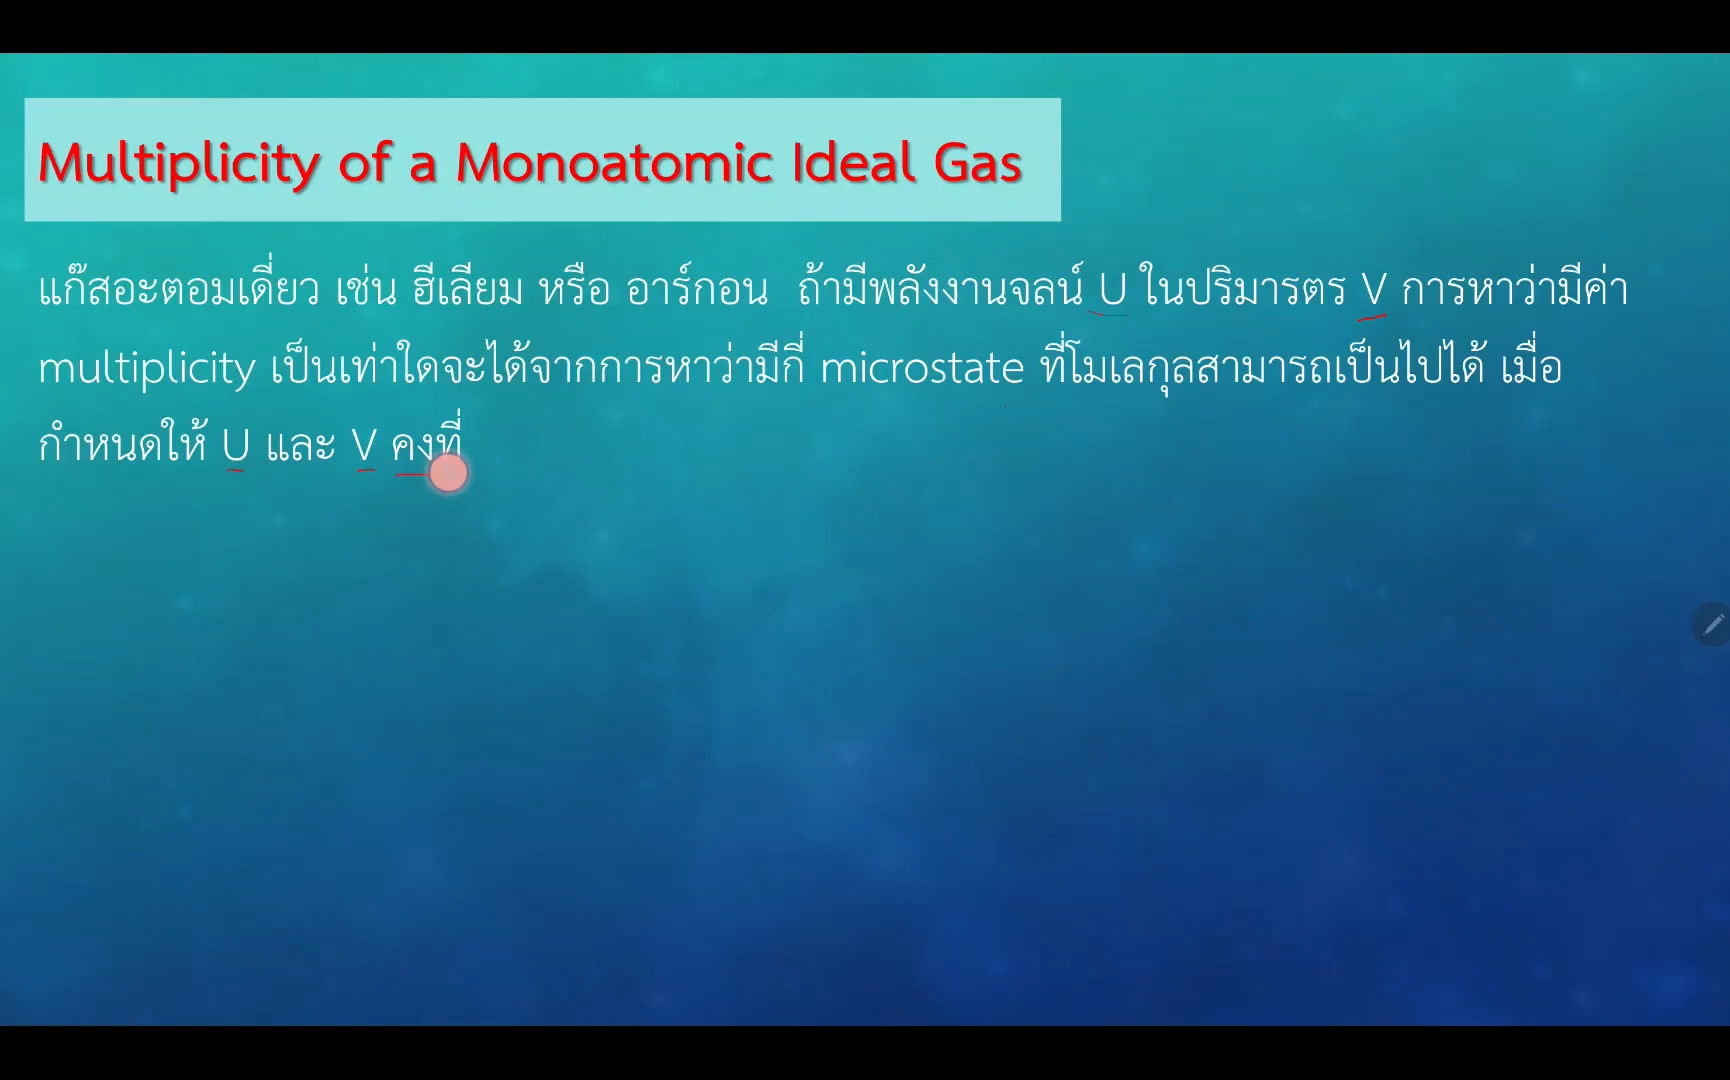 Multiplicity of a Monoatomic Ideal Gas
แก๊สอะตอมเดี่ยว เช่น ฮีเลียม หรือ อาร์กอน ถ้ามีพลังงานจลน์ U ในปริมารตร V การหาว่ามีค่า
multiplicity เป็นเท่าใดจะได้จากการหาว่ามีกี่ microstate ที่โมเลกุลสามารถเป็นไปได้ เมื่อ
กำหนดให้ U และ V คงที่